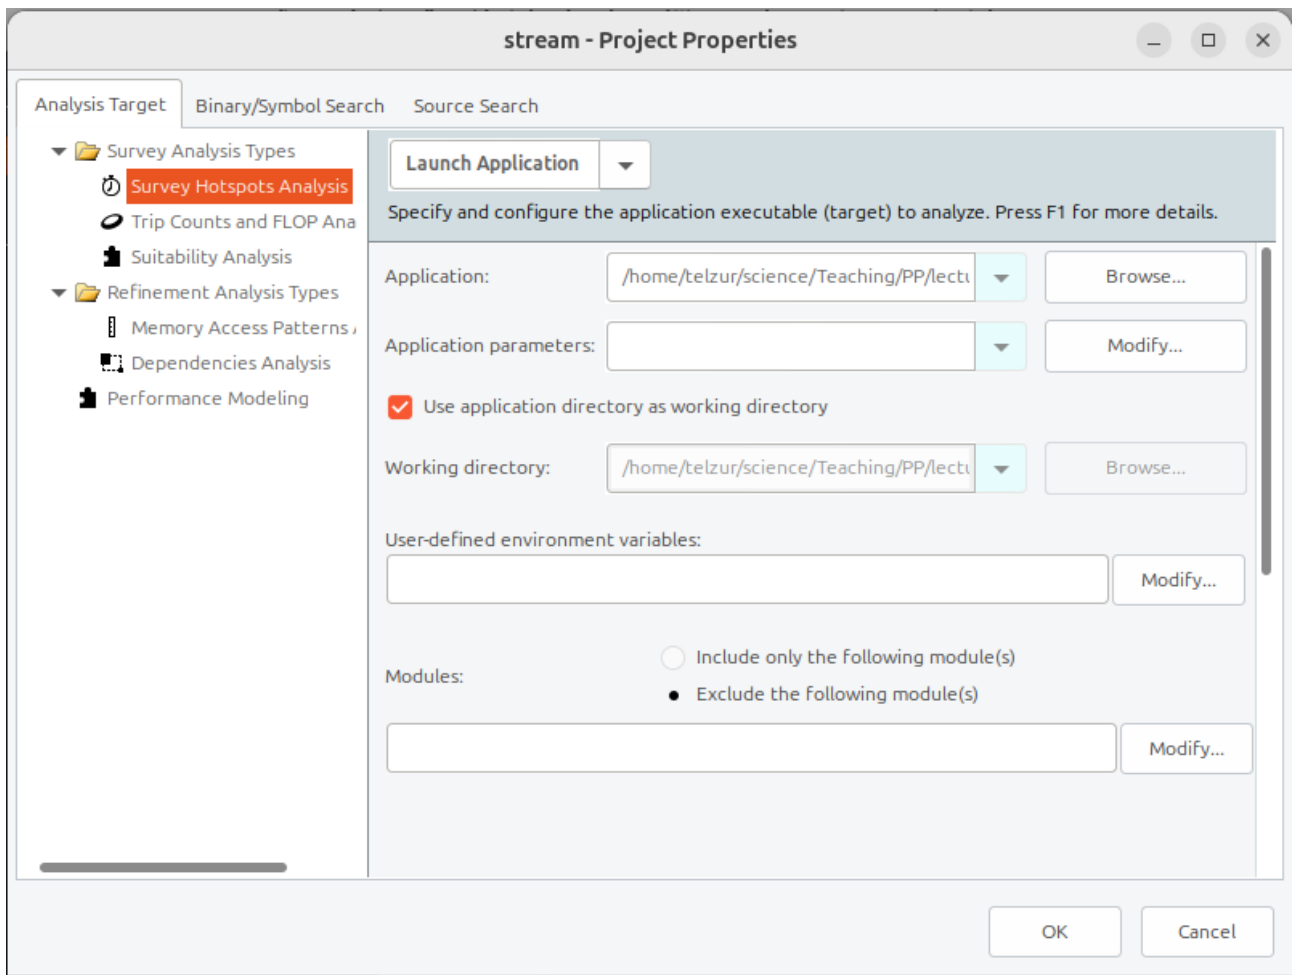 stream - Project Properties
Analysis Target
Binary/Symbol Search
Source Search
Survey Analysis Types
Survey Hotspots Analysis
Trip Counts and FLOP Ana
Suitability Analysis
Refinement Analysis Types
Memory Access Patterns
Dependencies Analysis
Performance Modeling
Launch Application
Specify and configure the application executable (target) to analyze. Press F1 for more details.
Application:
/home/telzur/science/Teaching/PP/lectu
Browse...
Application parameters:
Modify...
Use application directory as working directory
Working directory:
/home/telzur/science/Teaching/PP/lectu
Browse...
User-defined environment variables:
Modify...
Modules:
Include only the following module(s)
Exclude the following module(s)
Modify...
OK
Cancel